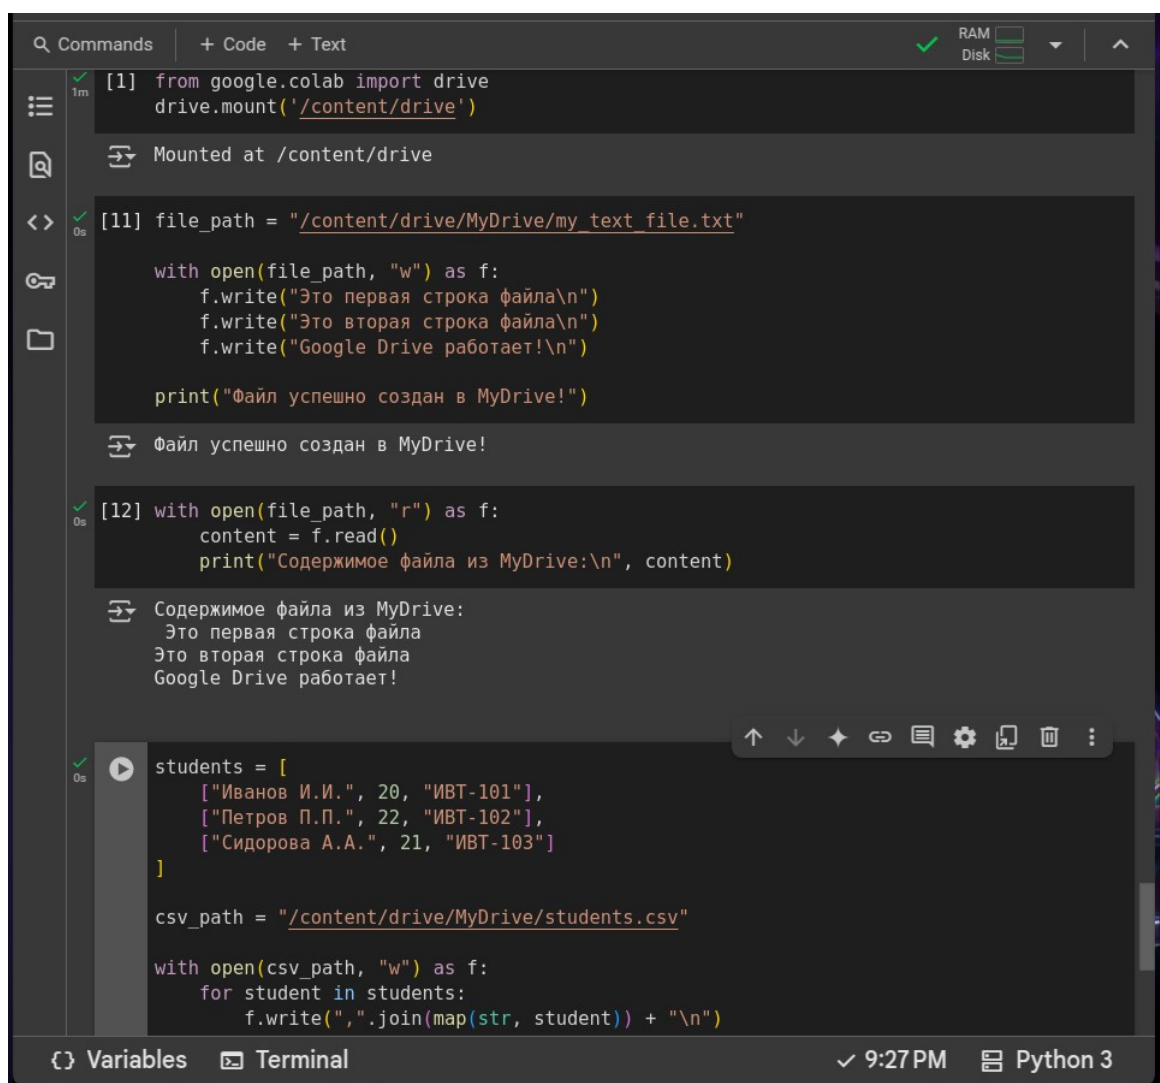 Commands + Code + Text
RAM
Disk
1m
[1] from google.colab import drive
drive.mount('/content/drive')
Mounted at /content/drive
[11] file_path = "/content/drive/MyDrive/my_text_file.txt"
0s
with open(file_path, "w") as f:
f.write("Это первая строка файла\n")
f.write("Это вторая строка файла\n")
f.write("Google Drive работает!\n")
print("Файл успешно создан в MyDrive!")
Файл успешно создан в MyDrive!
[12] with open(file_path, "r") as f:
0s
content = f.read()
print("Содержимое файла из MyDrive:\n", content)
Содержимое файла из MyDrive:
Это первая строка файла
Это вторая строка файла
Google Drive работает!
students = [
0s
["Иванов И.И.", 20, "ИВТ-101"],
["Петров П.П.", 22, "ИВТ-102"],
["Сидорова А.А.", 21, "ИВТ-103"]
]
csv_path = "/content/drive/MyDrive/students.csv"
with open(csv_path, "w") as f:
for student in students:
f.write(",".join(map(str, student)) + "\n")
{} Variables Terminal 9:27 PM Python 3